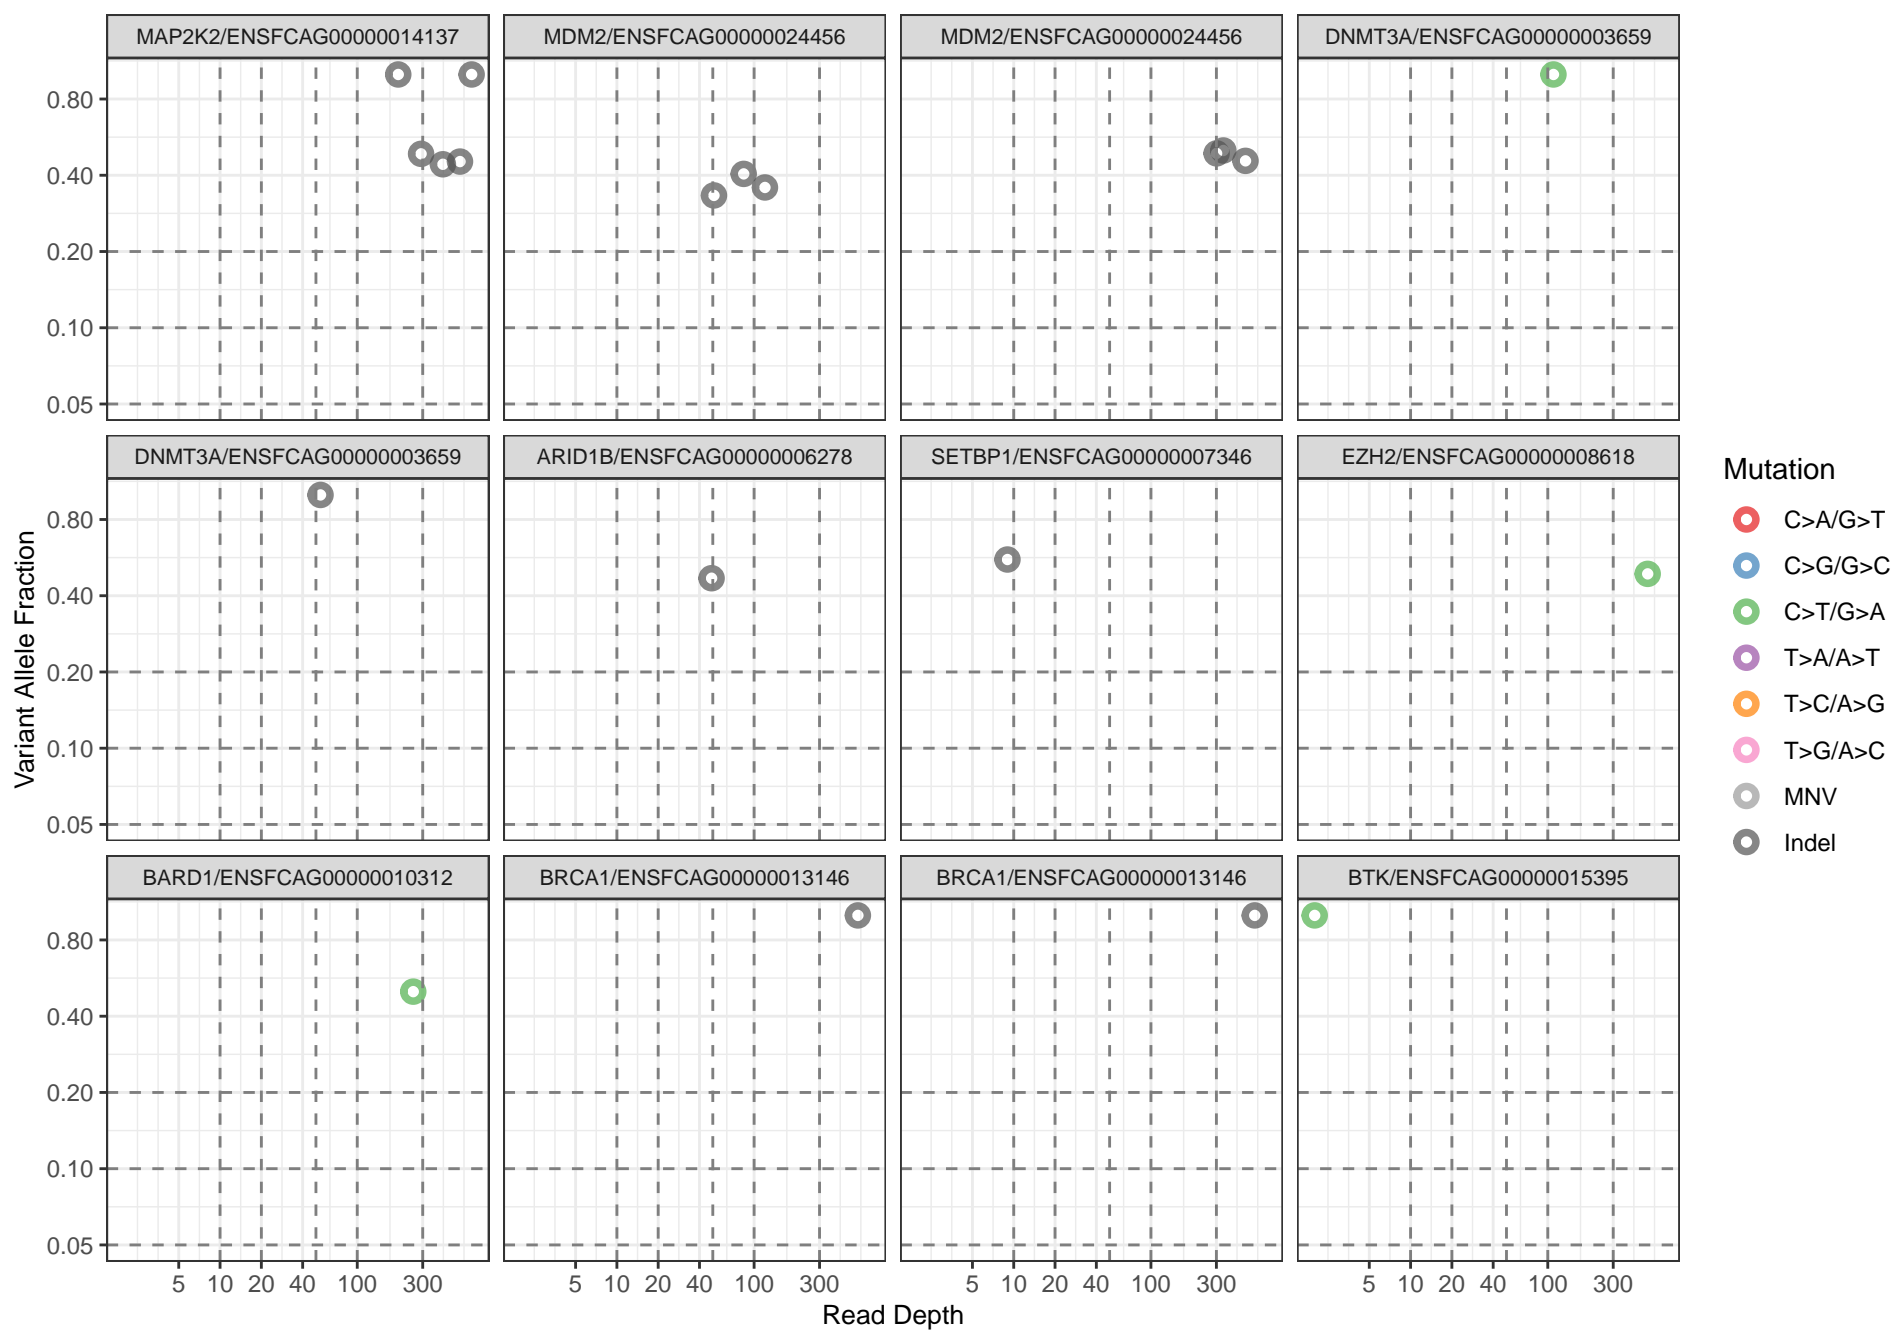 MAP2K2/ENSFCAG00000014137
MDM2/ENSFCAG00000024456
MDM2/ENSFCAG00000024456
DNMT3A/ENSFCAG00000003659
0.80
0.40
0.20
0.10
0.05
DNMT3A/ENSFCAG00000003659
ARID1B/ENSFCAG00000006278
SETBP1/ENSFCAG00000007346
EZH2/ENSFCAG00000008618
0.80
0.40
0.20
0.10
0.05
BARD1/ENSFCAG00000010312
BRCA1/ENSFCAG00000013146
BRCA1/ENSFCAG00000013146
BTK/ENSFCAG00000015395
0.80
0.40
0.20
0.10
0.05
5 10 20 40 100 300
5 10 20 40 100 300
5 10 20 40 100 300
5 10 20 40 100 300
Read Depth
Variant Allele Fraction
Mutation
C>A/G>T
C>G/G>C
C>T/G>A
T>A/A>T
T>C/A>G
T>G/A>C
MNV
Indel